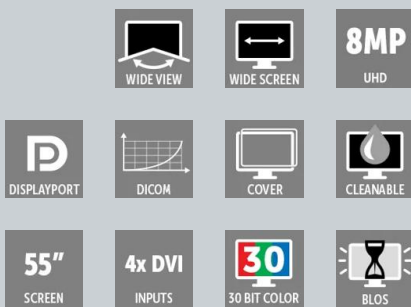 WIDE VIEW
WIDE SCREEN
8MP
UHD
DISPLAYPORT
DICOM
COVER
CLEANABLE
55"
SCREEN
4x DVI
INPUTS
30
30 BIT COLOR
BLOS